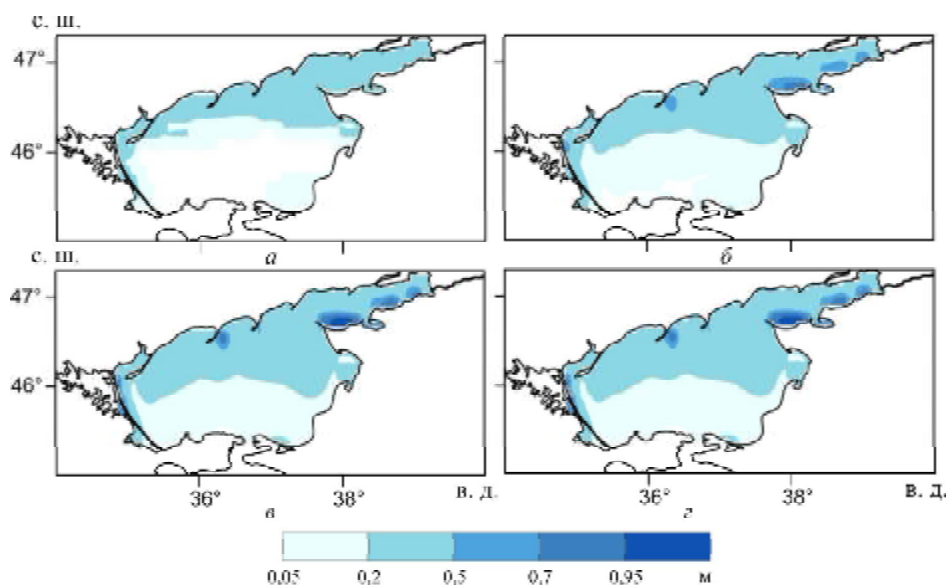 с. ш.
47°
46°
а
б
с. ш.
47°
46°
36°
38°
в. д.
36°
38°
в. д.
в
г
0,05
0,2
0,5
0,7
0,95
м